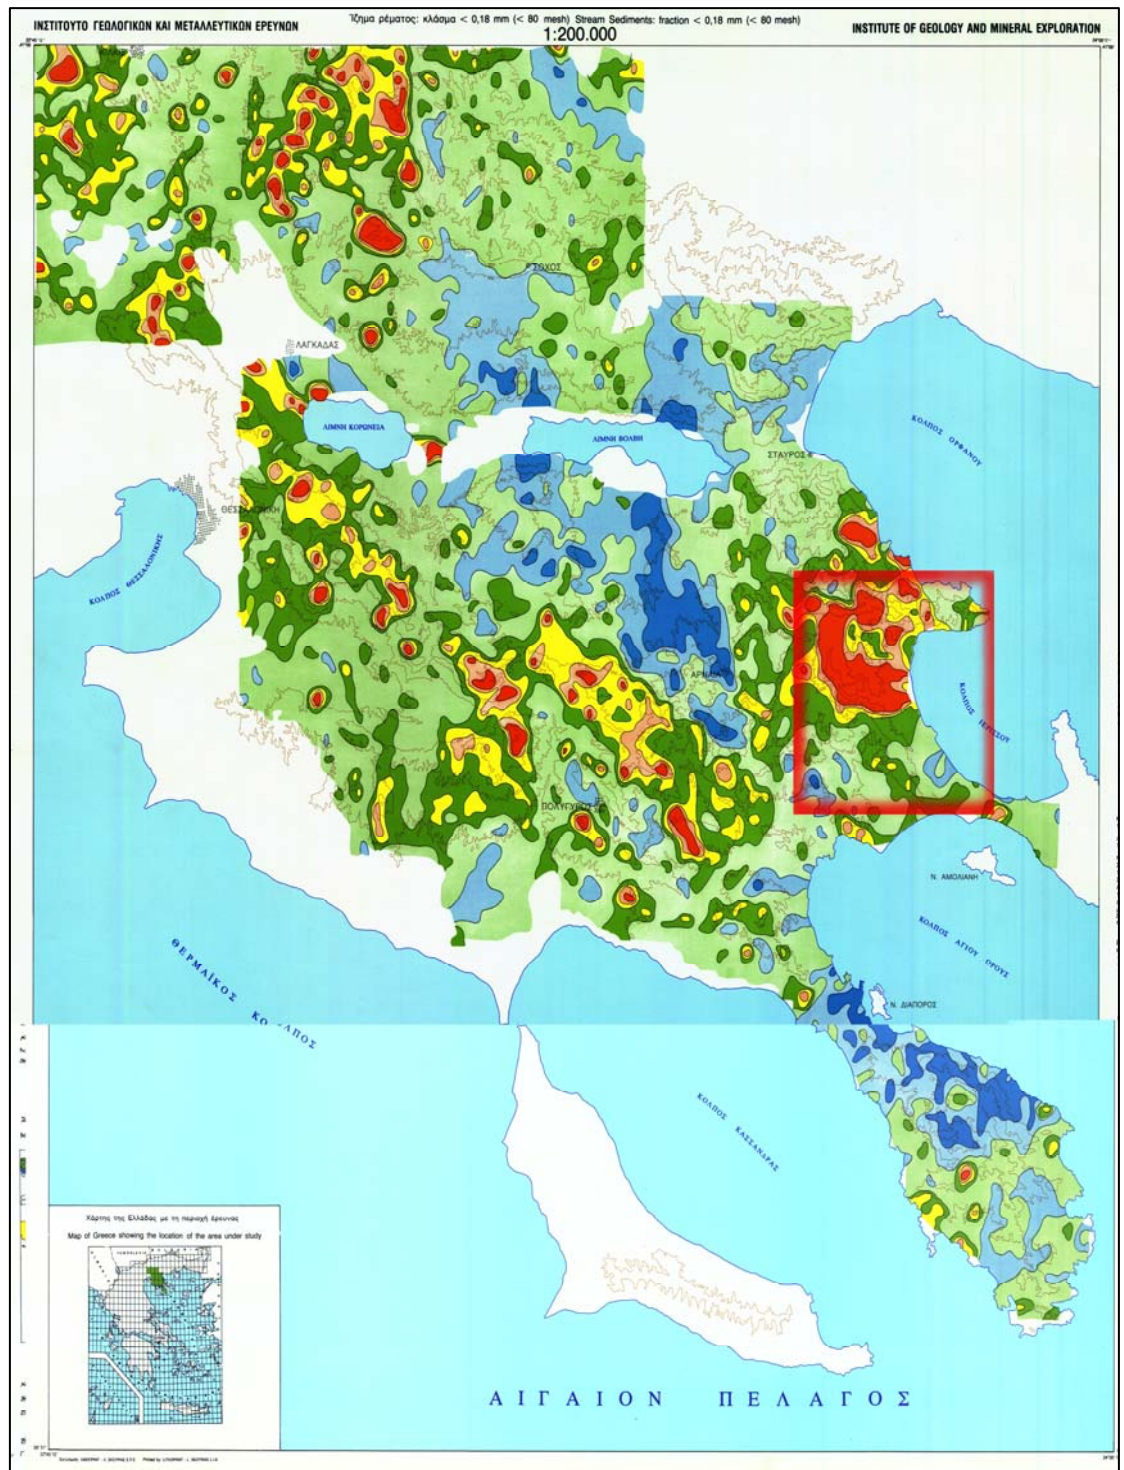 ΙΝΣΤΙΤΟΥΤΟ ΓΕΩΛΟΓΙΚΩΝ ΚΑΙ ΜΕΤΑΛΛΕΥΤΙΚΩΝ ΕΡΕΥΝΩΝ
Ίζημα ρέματος: κλάσμα < 0,18 mm (< 80 mesh) Stream Sediments: fraction < 0,18 mm (< 80 mesh)
1:200.000
INSTITUTE OF GEOLOGY AND MINERAL EXPLORATION
ΣΟΧΟΣ
ΛΑΓΚΑΔΑΣ
ΛΙΜΝΗ ΚΟΡΩΝΕΙΑ
ΛΙΜΝΗ ΒΟΛΒΗ
ΚΟΛΠΟΣ ΟΡΦΑΝΟΥ
ΣΤΑΥΡΟΣ
ΘΕΣΣΑΛΟΝΙΚΗ
ΚΟΛΠΟΣ ΘΕΣΣΑΛΟΝΙΚΗΣ
ΑΡΝΑΙΑ
ΚΟΛΠΟΣ ΙΕΡΙΣΣΟΥ
ΠΟΛΥΓΥΡΟΣ
Ν. ΑΜΟΛΙΑΝΗ
ΚΟΛΠΟΣ ΑΓΙΟΥ ΟΡΟΥΣ
ΘΕΡΜΑΪΚΟΣ
Ν. ΔΙΑΠΟΡΟΣ
ΚΟΛΠΟΣ
ΚΟΛΠΟΣ ΚΑΣΣΑΝΔΡΑΣ
Χάρτης της Ελλάδας με τη περιοχή έρευνας
Map of Greece showing the location of the area under study
ΑΙΓΑΙΟΝ ΠΕΛΑΓΟΣ